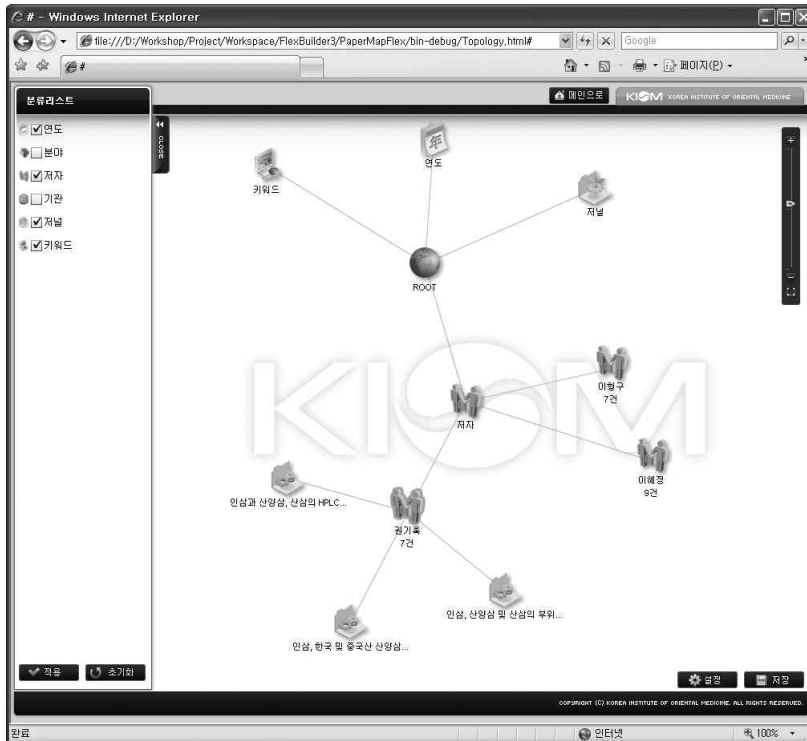 # - Windows Internet Explorer
file:///D:/Workshop/Project/Workspace/FlexBuilder3/PaperMapFlex/bin-debug/Topology.html#
Google
#
페이지(P)
분류리스트
메인으로
KIOM KOREA INSTITUTE OF ORIENTAL MEDICINE
연도
분야
저자
기관
저널
키워드
CLOSE
年
연도
키워드
저널
ROOT
KIOM
이형구
7건
저자
이혜정
9건
인삼과 산양삼, 산삼의 HPLC...
권기록
7건
인삼, 산양삼 및 산삼의 부위...
인삼, 한국 및 중국산 산양삼...
적용
초기화
설정
저장
COPYRIGHT (C) KOREA INSTITUTE OF ORIENTAL MEDICINE. ALL RIGHTS RESERVED.
완료
인터넷
100%